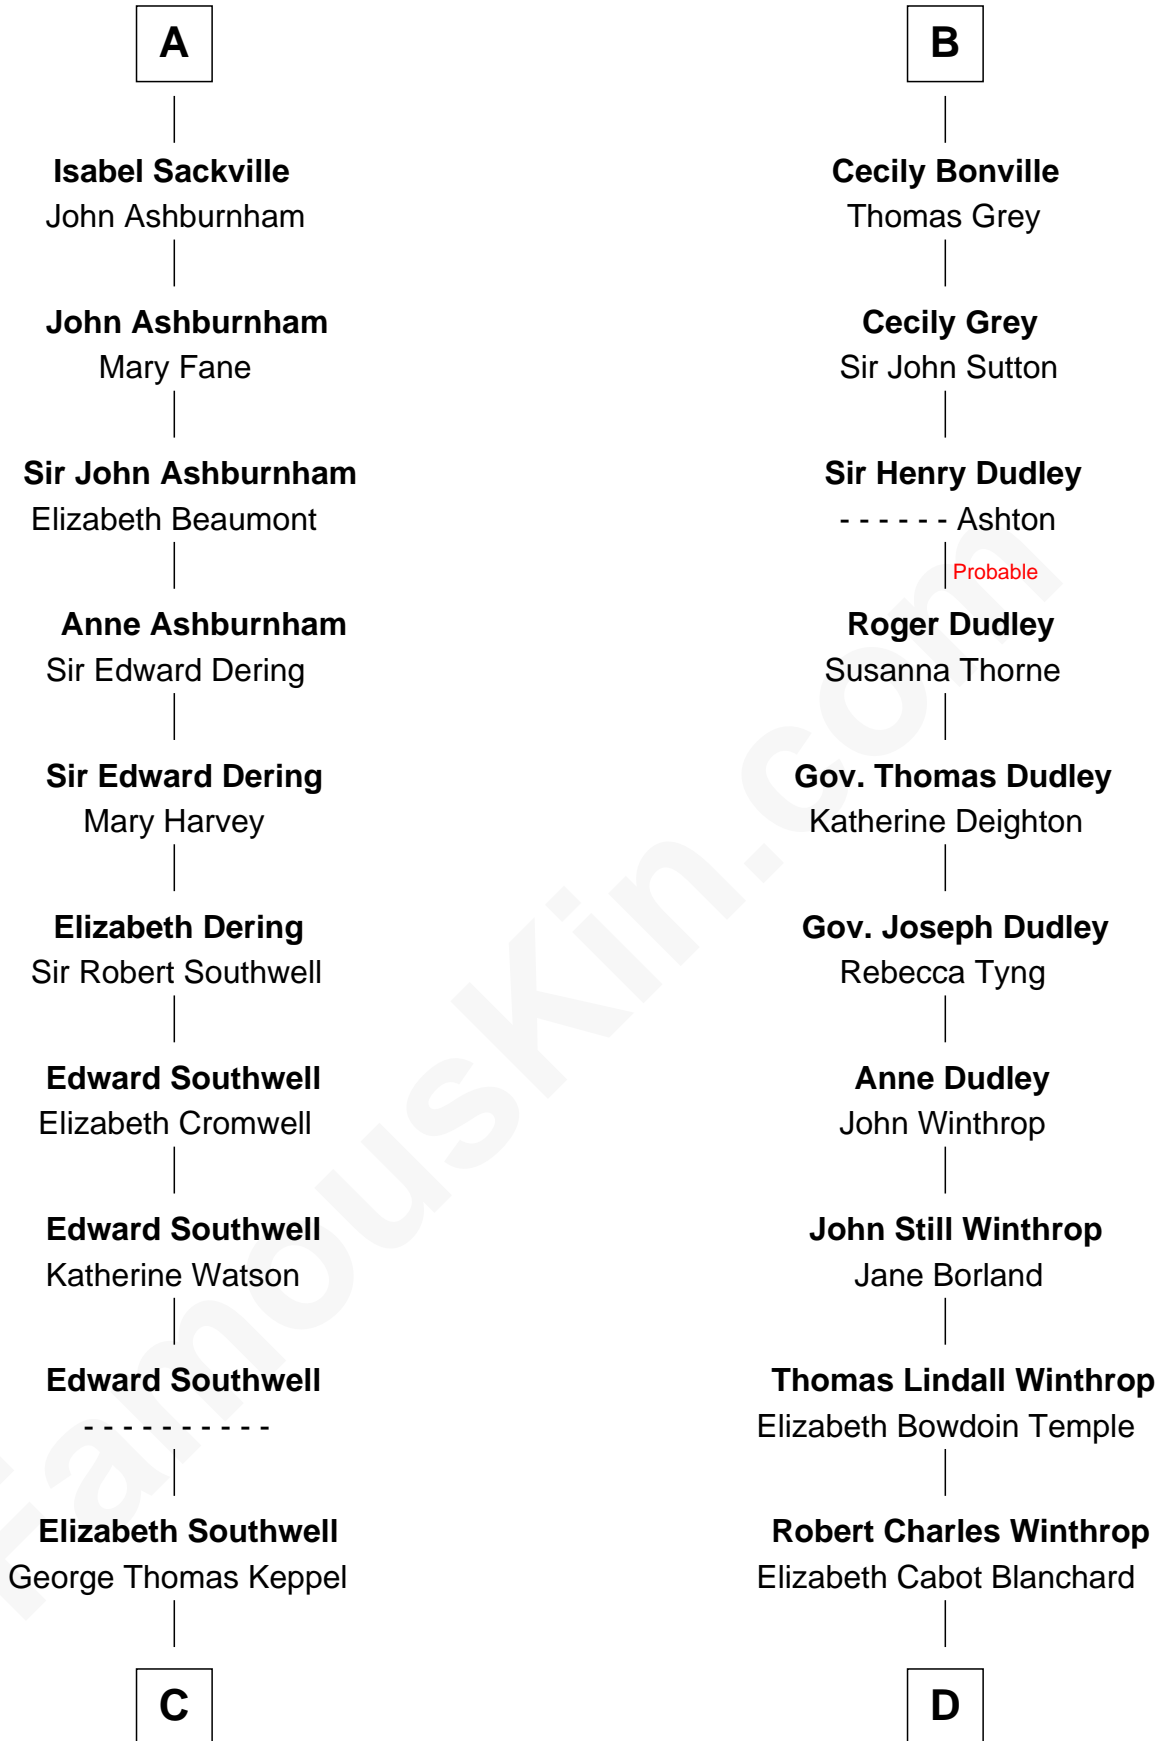 A
Isabel Sackville
John Ashburnham
John Ashburnham
Mary Fane
Sir John Ashburnham
Elizabeth Beaumont
Anne Ashburnham
Sir Edward Dering
Sir Edward Dering
Mary Harvey
Elizabeth Dering
Sir Robert Southwell
Edward Southwell
Elizabeth Cromwell
Edward Southwell
Katherine Watson
Edward Southwell
- - - - - - - - - -
Elizabeth Southwell
George Thomas Keppel
C
B
Cecily Bonville
Thomas Grey
Cecily Grey
Sir John Sutton
Sir Henry Dudley
- - - - - - Ashton
Probable
Roger Dudley
Susanna Thorne
Gov. Thomas Dudley
Katherine Deighton
Gov. Joseph Dudley
Rebecca Tyng
Anne Dudley
John Winthrop
John Still Winthrop
Jane Borland
Thomas Lindall Winthrop
Elizabeth Bowdoin Temple
Robert Charles Winthrop
Elizabeth Cabot Blanchard
D
FamousKin.com